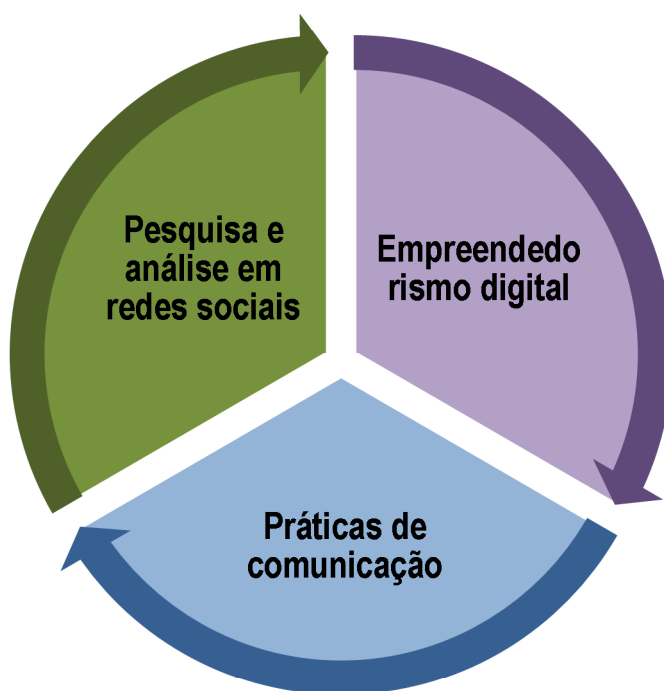 Pesquisa e
análise em
redes sociais
Empreendedo
rismo digital
Práticas de
comunicação